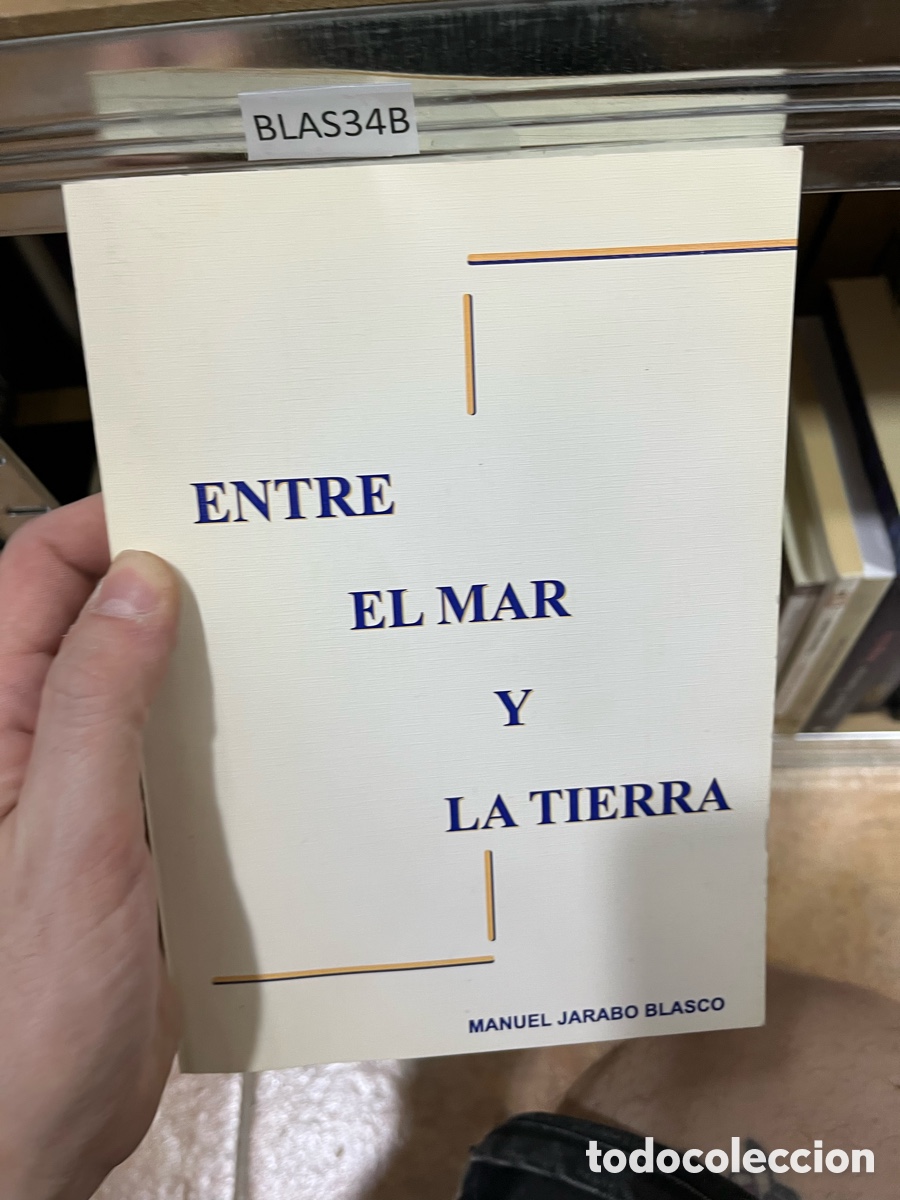 BLAS34B
ENTRE
EL MAR
Y
LA TIERRA
MANUEL JARABO BLASCO
todocoleccion